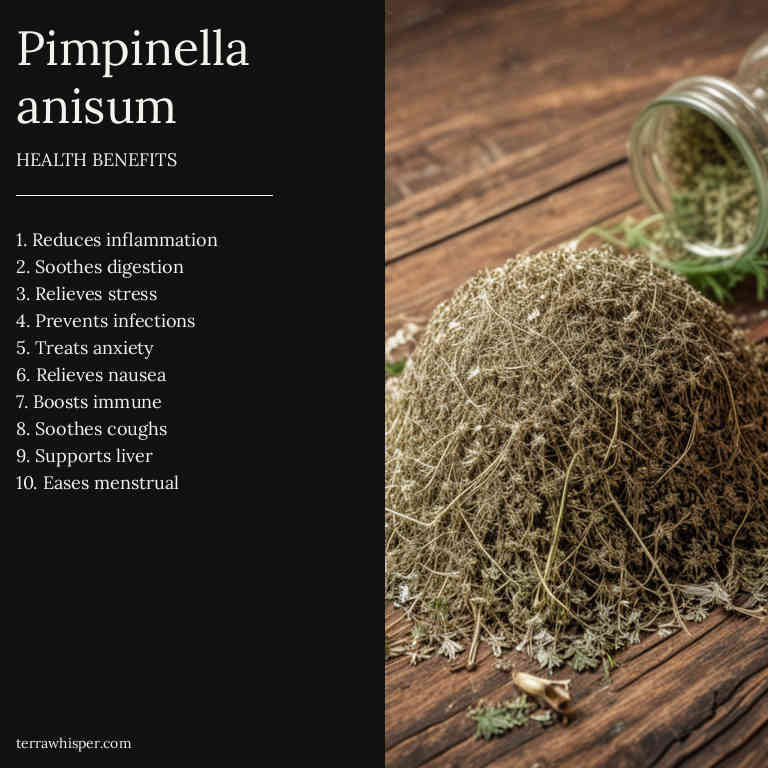 Pimpinella
anisum
HEALTH BENEFITS
1. Reduces inflammation
2. Soothes digestion
3. Relieves stress
4. Prevents infections
5. Treats anxiety
6. Relieves nausea
7. Boosts immune
8. Soothes coughs
9. Supports liver
10. Eases menstrual
terrawhisper.com